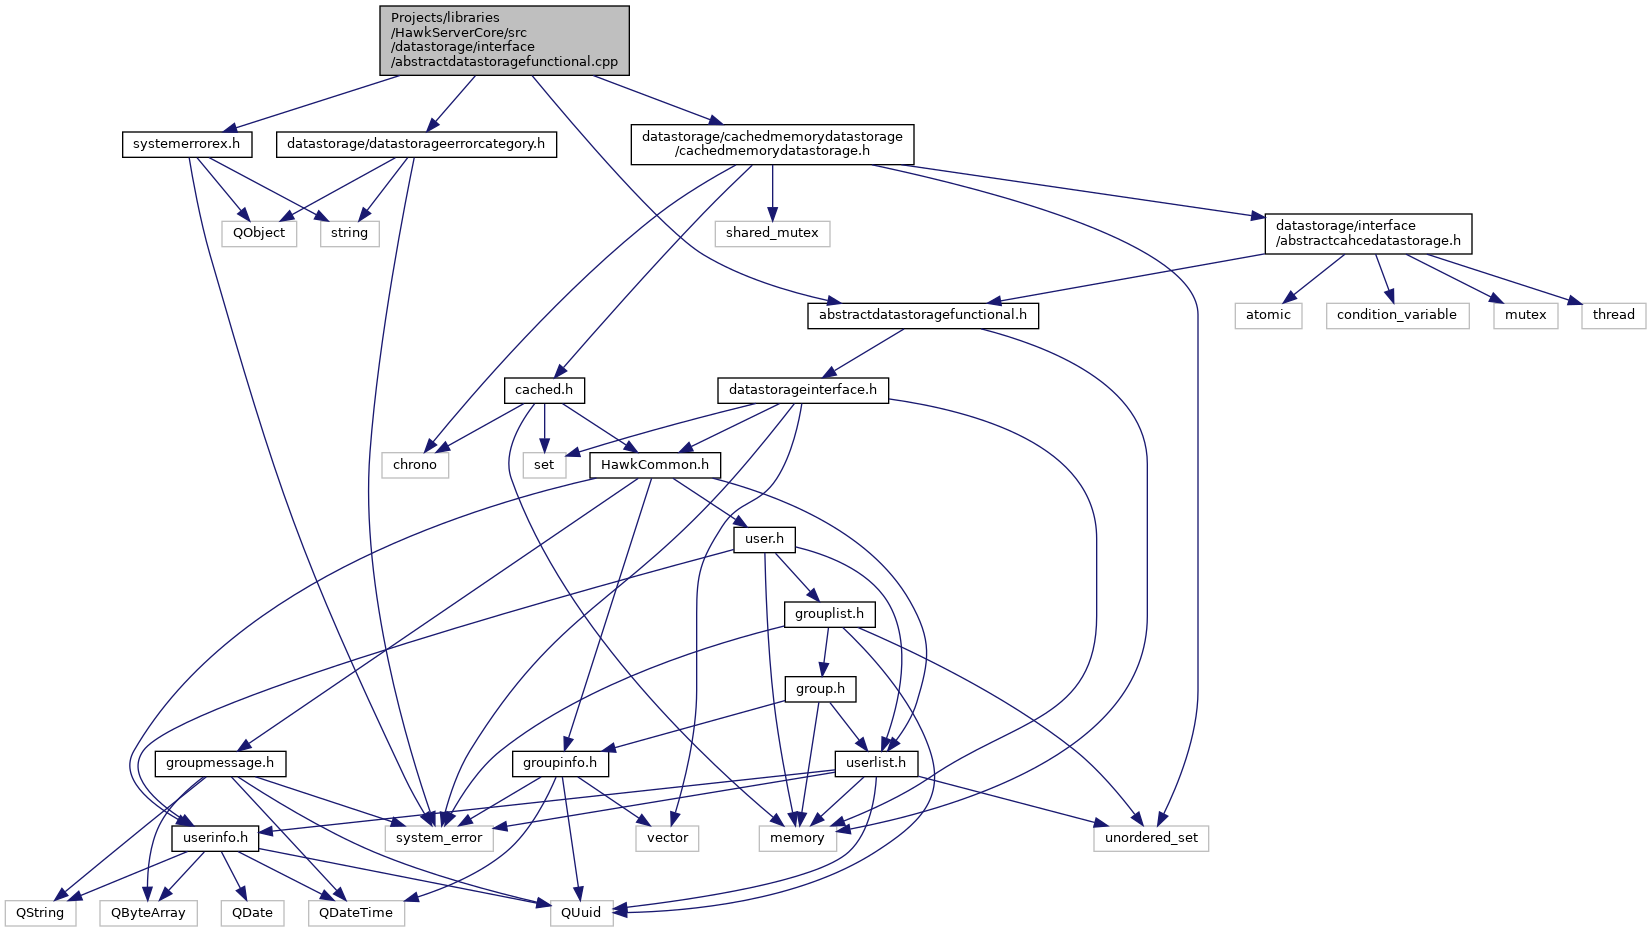 Projects/libraries
/HawkServerCore/src
/datastorage/interface
/abstractdatastoragefunctional.cpp
systemerrorex.h
datastorage/datastorageerrorcategory.h
datastorage/cachedmemorydatastorage
/cachedmemorydatastorage.h
QObject
string
shared_mutex
datastorage/interface
/abstractcahcedatastorage.h
abstractdatastoragefunctional.h
atomic
condition_variable
mutex
thread
cached.h
datastorageinterface.h
chrono
set
HawkCommon.h
user.h
grouplist.h
group.h
groupmessage.h
groupinfo.h
userlist.h
userinfo.h
system_error
vector
memory
unordered_set
QString
QByteArray
QDate
QDateTime
QUuid